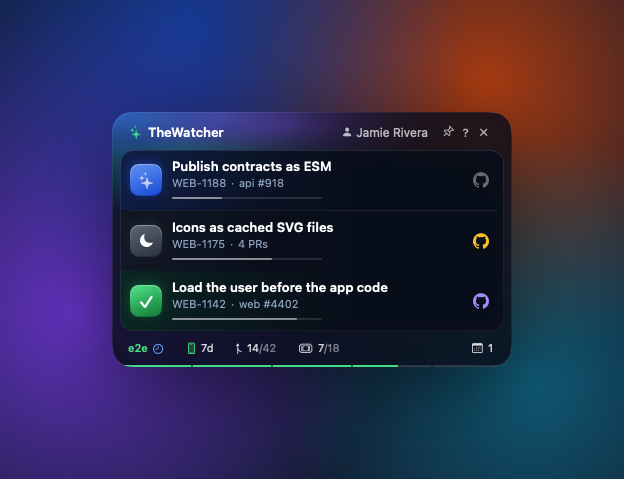 TheWatcher
Jamie Rivera
?
Publish contracts as ESM
WEB-1188 · api #918
Icons as cached SVG files
WEB-1175 · 4 PRs
Load the user before the app code
WEB-1142 · web #4402
e2e 7d 14/42 7/18 1